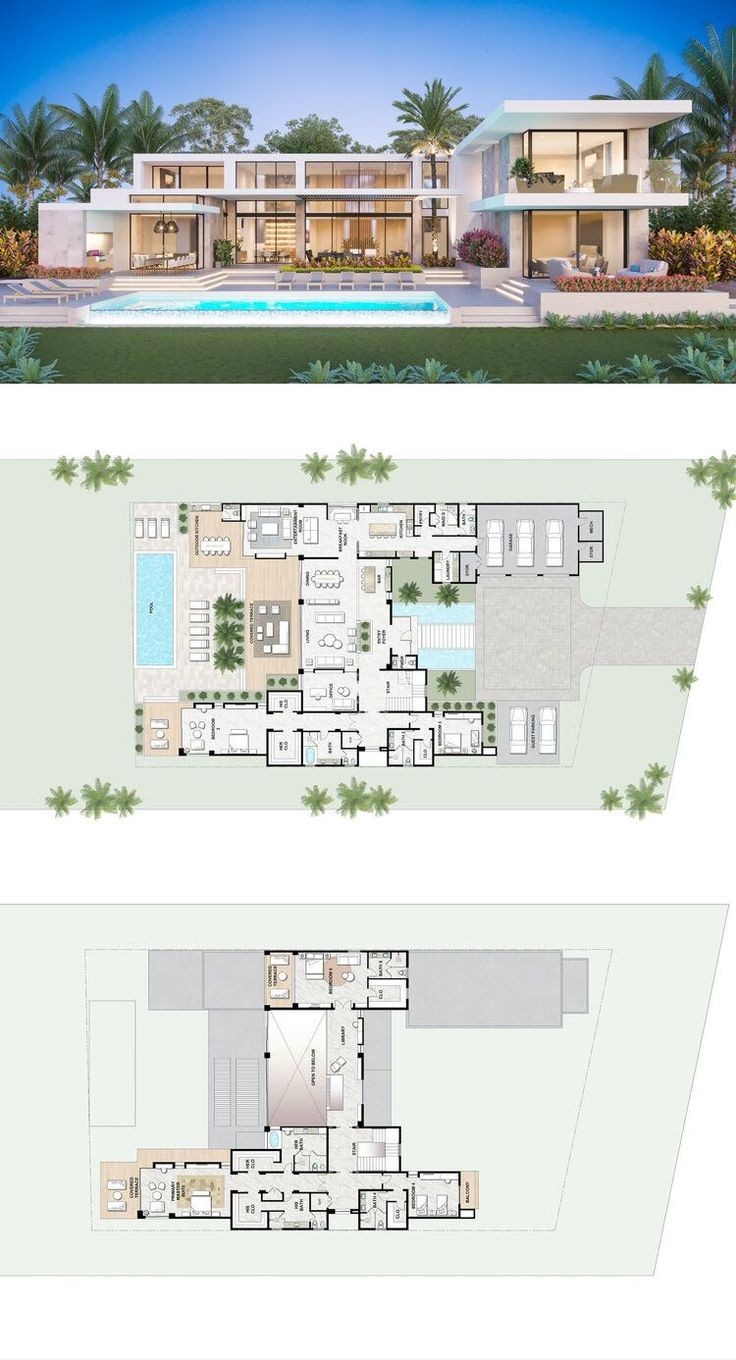 OUTDOOR KITCHEN
ENTERTAINMENT
ROOM
BREAKFAST
NOOK
KITCHEN
ENTRY
MAID'S
BATH
GARAGE
MECH.
STOR.
LAUNDRY
STOR.
POOL
COVERED TERRACE
DINING
LIVING
BAR
ENTRY
FOYER
PWDR
OFFICE
STAIR
HIS
CLO
BEDROOM
HER
CLO
BATH
BATH 3
CLO
BEDROOM 3
GUEST PARKING
COVERED
TERRACE
BEDROOM 5
BATH 5
CLO
LIBRARY
OPEN TO BELOW
STAIR
HER
BATH
HER
CLO
COVERED
TERRACE
PRIMARY
MASTER
SUITE
HIS
CLO
HIS
BATH
BATH 4
CLO
BEDROOM 4
BALCONY